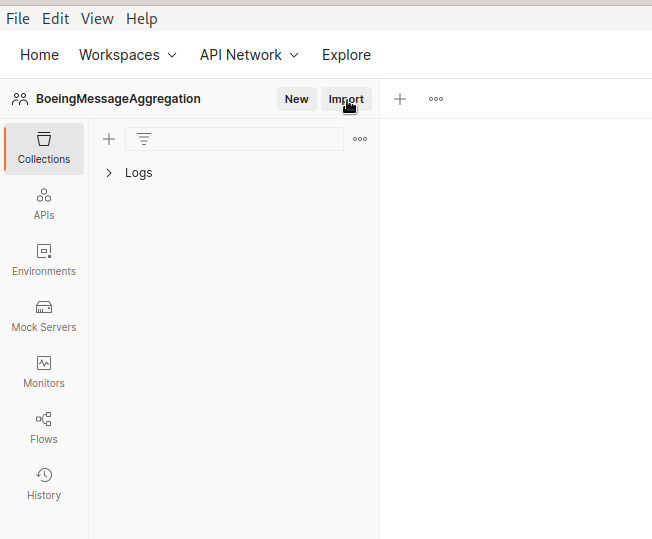 File Edit View Help
Home Workspaces API Network Explore
BoeingMessageAggregation New Import
Collections
Logs
APIs
Environments
Mock Servers
Monitors
Flows
History